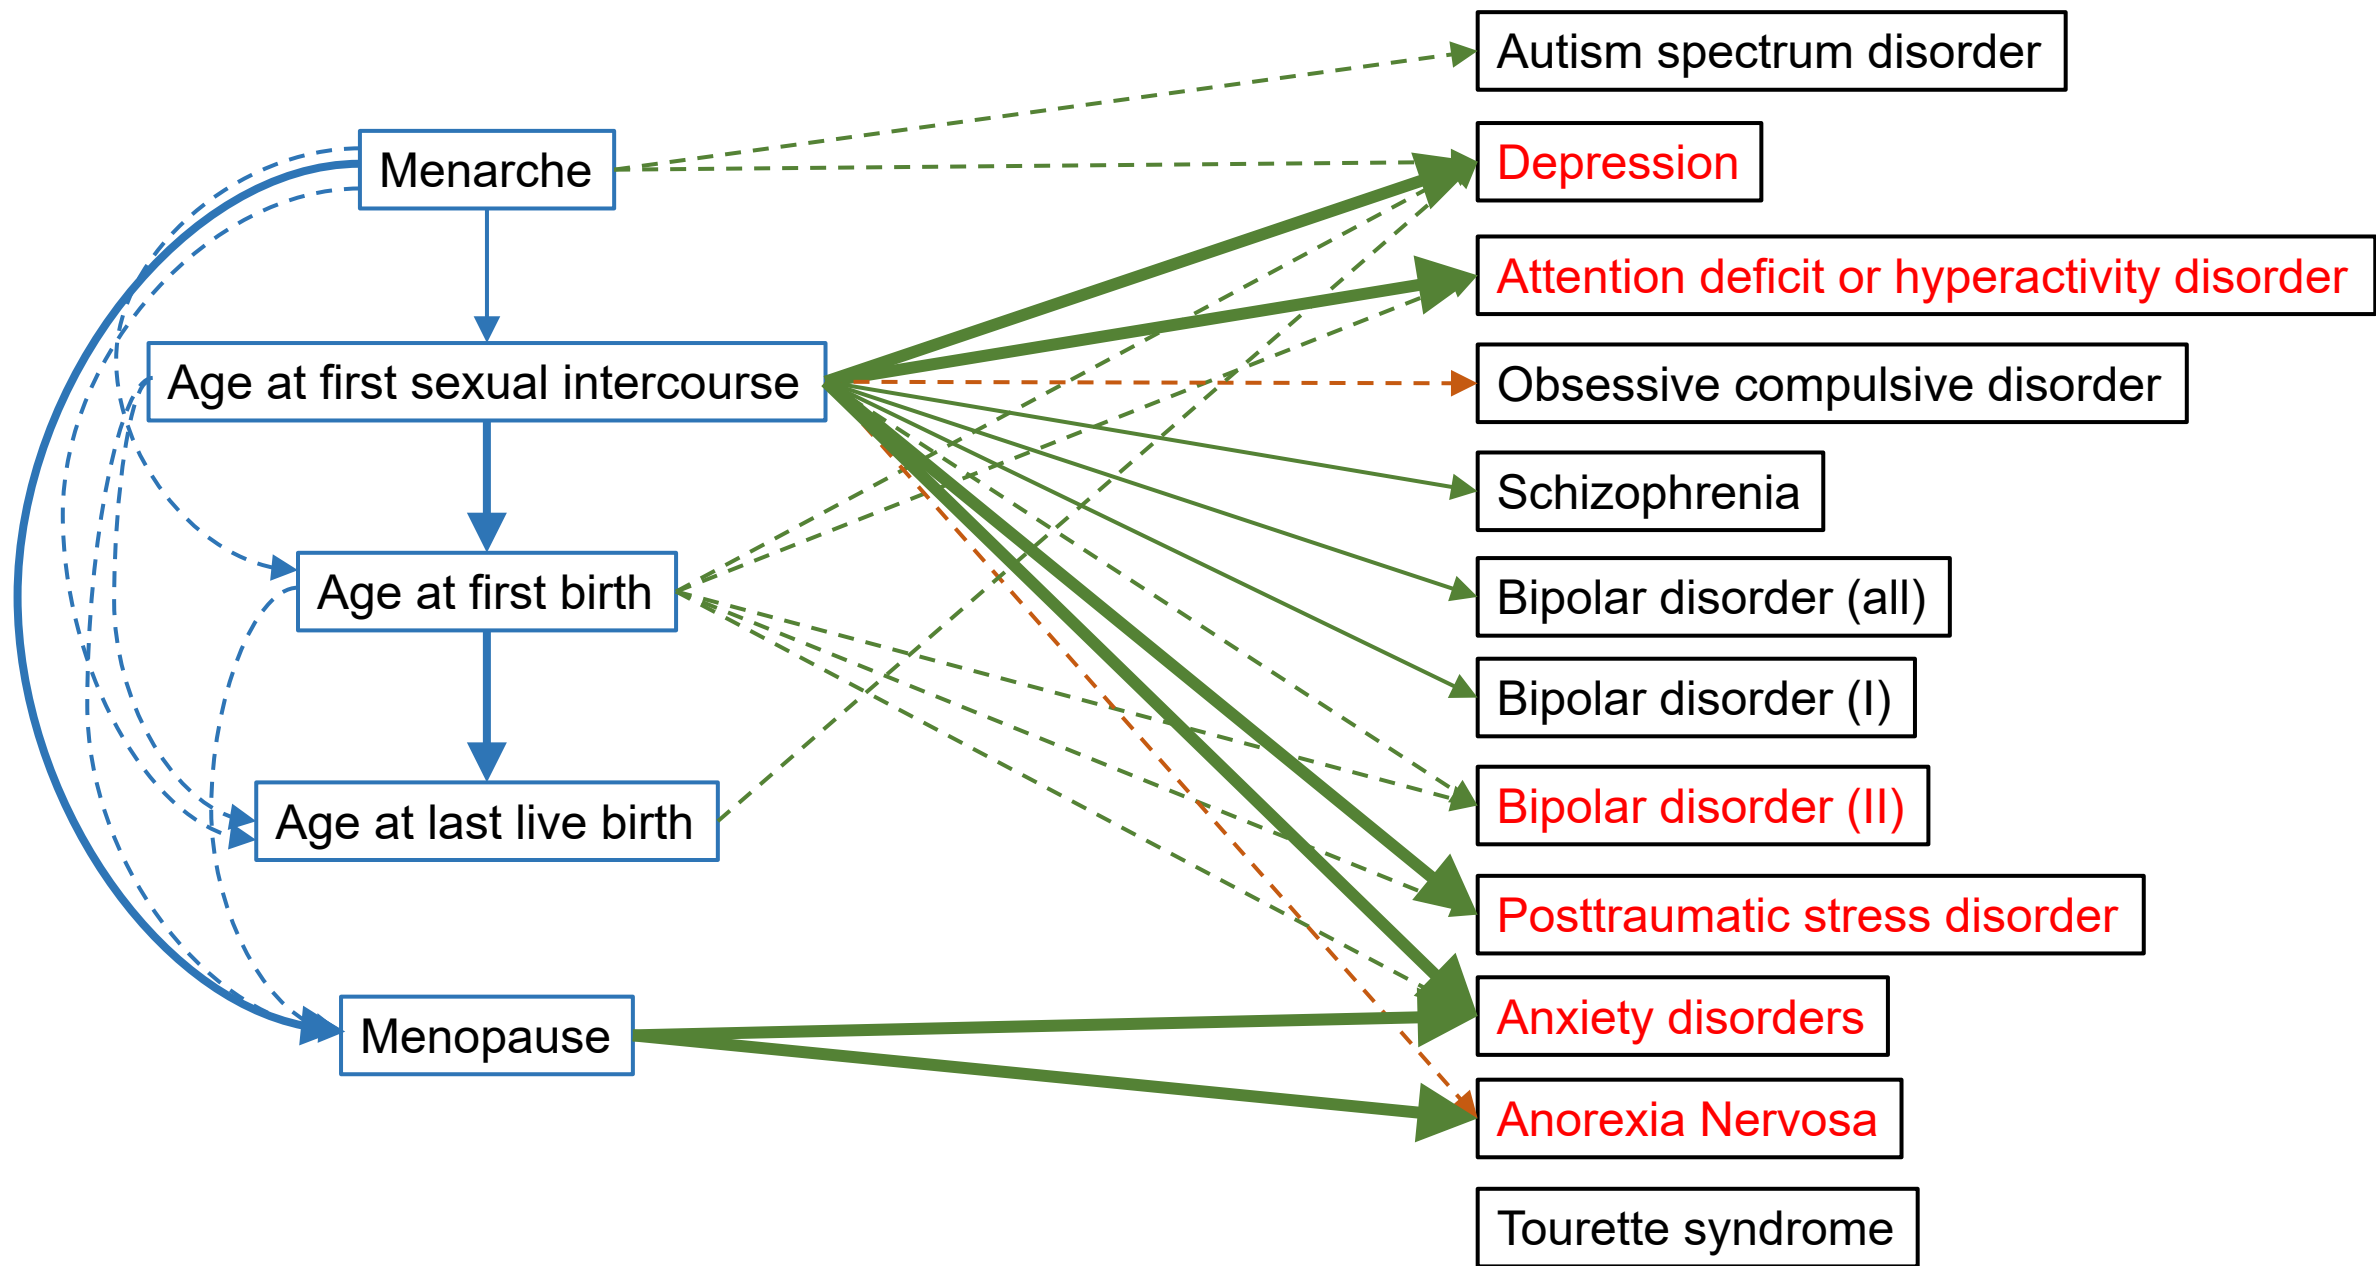 Menarche
Age at first sexual intercourse
Age at first birth
Age at last live birth
Menopause
Autism spectrum disorder
Depression
Attention deficit or hyperactivity disorder
Obsessive compulsive disorder
Schizophrenia
Bipolar disorder (all)
Bipolar disorder (I)
Bipolar disorder (II)
Posttraumatic stress disorder
Anxiety disorders
Anorexia Nervosa
Tourette syndrome